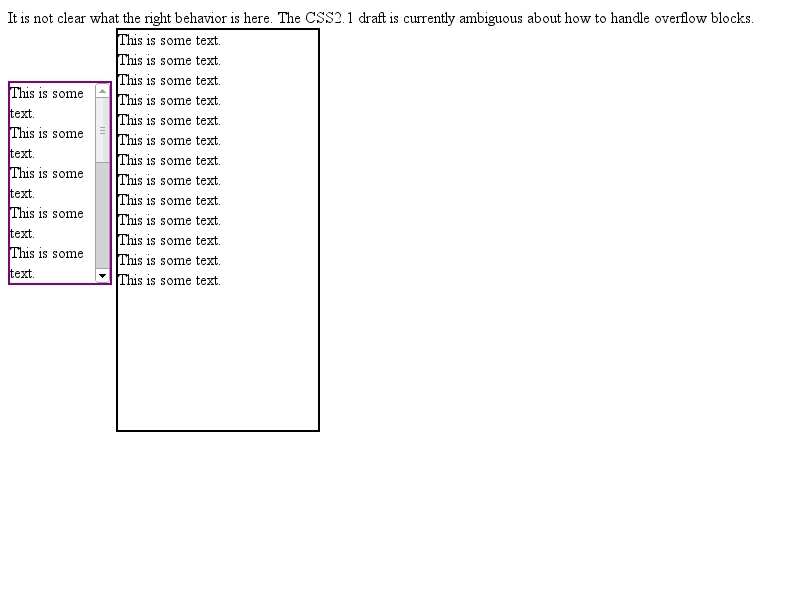 It is not clear what the right behavior is here. The CSS2.1 draft is currently ambiguous about how to handle overflow blocks.
This is some
text.
This is some
text.
This is some
text.
This is some
text.
This is some
text.
This is some text.
This is some text.
This is some text.
This is some text.
This is some text.
This is some text.
This is some text.
This is some text.
This is some text.
This is some text.
This is some text.
This is some text.
This is some text.